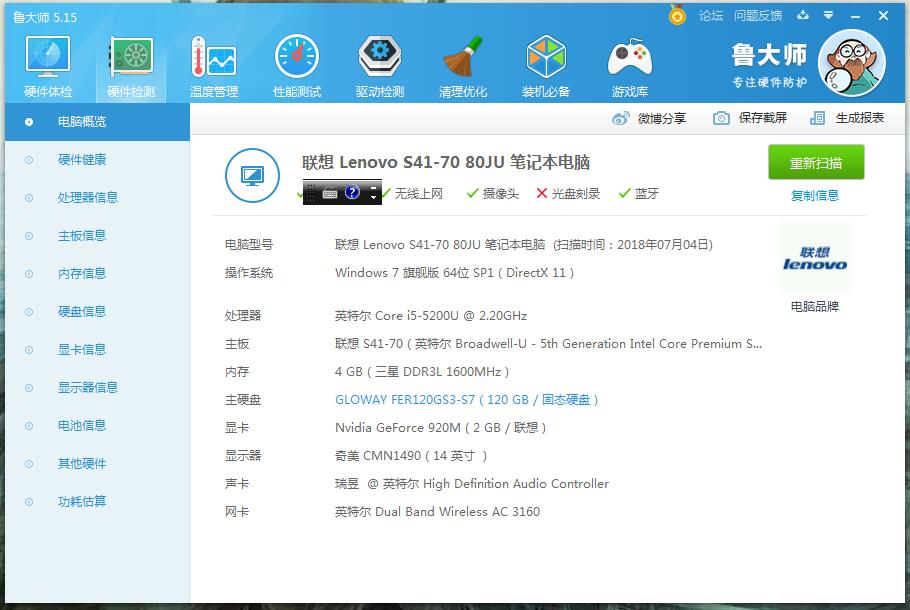 鲁大师 5.15
论坛 问题反馈
硬件体检 硬件检测 温度管理 性能测试 驱动检测 清理优化 装机必备 游戏库
鲁大师
专注硬件防护
微博分享 保存截屏 生成报表
电脑概览
硬件健康
处理器信息
主板信息
内存信息
硬盘信息
显卡信息
显示器信息
电池信息
其他硬件
功耗估算
联想 Lenovo S41-70 80JU 笔记本电脑
重新扫描
无线上网 摄像头 光盘刻录 蓝牙
复制信息
电脑型号 联想 Lenovo S41-70 80JU 笔记本电脑 (扫描时间：2018年07月04日)
操作系统 Windows 7 旗舰版 64位 SP1 ( DirectX 11 )
联想
lenovo
电脑品牌
处理器 英特尔 Core i5-5200U @ 2.20GHz
主板 联想 S41-70 ( 英特尔 Broadwell-U - 5th Generation Intel Core Premium S...
内存 4 GB ( 三星 DDR3L 1600MHz )
主硬盘 GLOWAY FER120GS3-S7 ( 120 GB / 固态硬盘 )
显卡 Nvidia GeForce 920M ( 2 GB / 联想 )
显示器 奇美 CMN1490 ( 14 英寸 )
声卡 瑞昱 @ 英特尔 High Definition Audio Controller
网卡 英特尔 Dual Band Wireless AC 3160